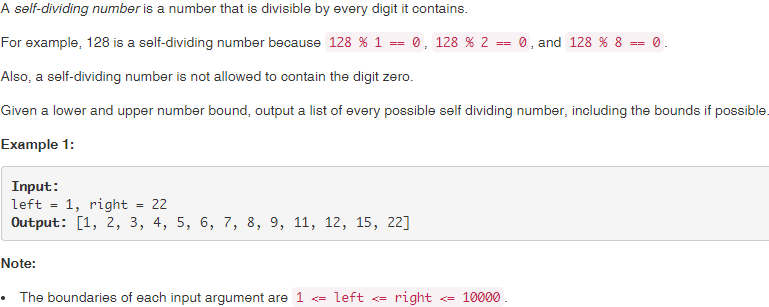 A self-dividing number is a number that is divisible by every digit it contains.
For example, 128 is a self-dividing number because 128 % 1 == 0, 128 % 2 == 0, and 128 % 8 == 0.
Also, a self-dividing number is not allowed to contain the digit zero.
Given a lower and upper number bound, output a list of every possible self dividing number, including the bounds if possible.
Example 1:
Input:
left = 1, right = 22
Output: [1, 2, 3, 4, 5, 6, 7, 8, 9, 11, 12, 15, 22]
Note:
• The boundaries of each input argument are 1 <= left <= right <= 10000.